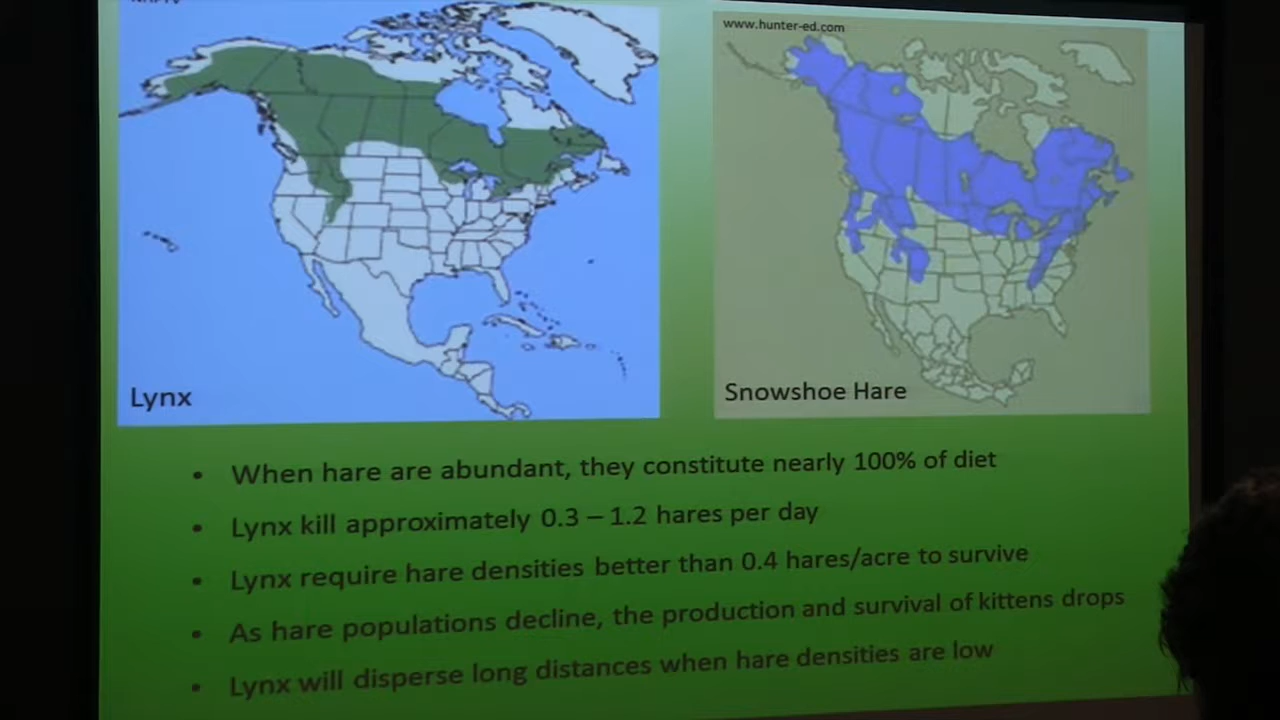 www.hunter-ed.com
Lynx
Snowshoe Hare
• When hare are abundant, they constitute nearly 100% of diet
• Lynx kill approximately 0.3 – 1.2 hares per day
• Lynx require hare densities better than 0.4 hares/acre to survive
• As hare populations decline, the production and survival of kittens drops
• Lynx will disperse long distances when hare densities are low